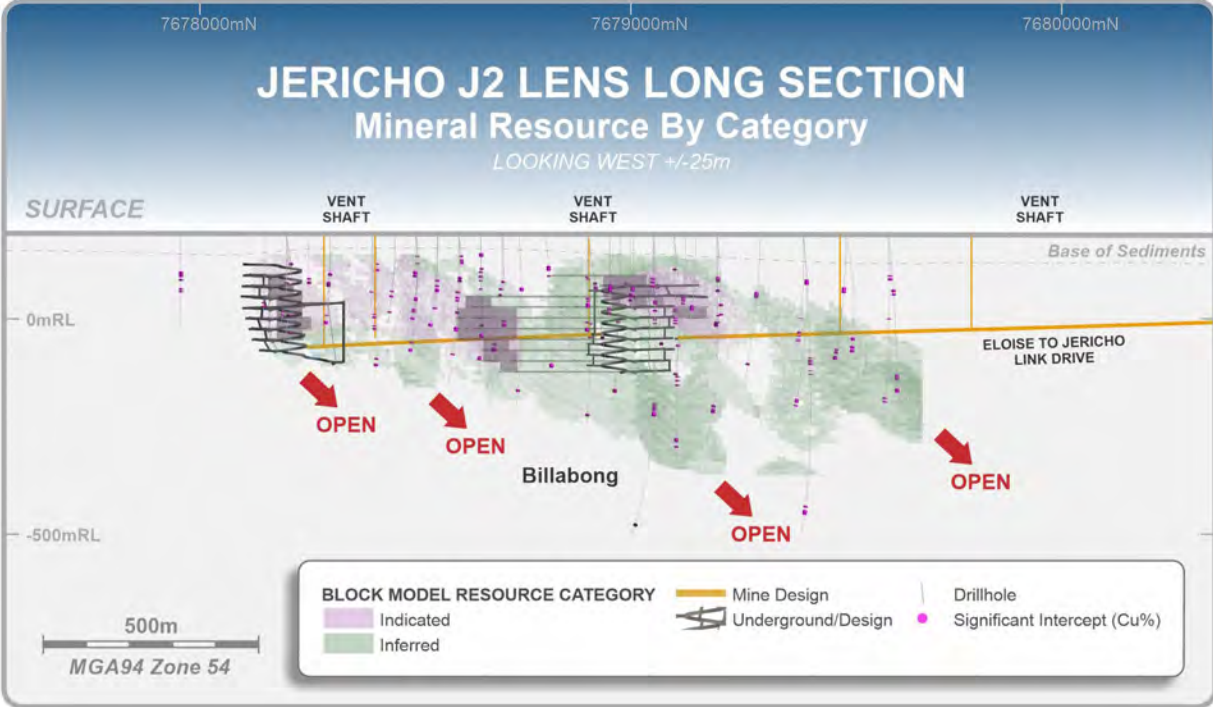 7678000mN 7679000mN 7680000mN
JERICHO J2 LENS LONG SECTION
Mineral Resource By Category
LOOKING WEST +/-25m
SURFACE
VENT
SHAFT
VENT
SHAFT
VENT
SHAFT
Base of Sediments
0mRL
ELOISE TO JERICHO
LINK DRIVE
OPEN
OPEN
Billabong
OPEN
OPEN
-500mRL
BLOCK MODEL RESOURCE CATEGORY
Indicated
Inferred
Mine Design
Underground/Design
Drillhole
Significant Intercept (Cu%)
500m
MGA94 Zone 54